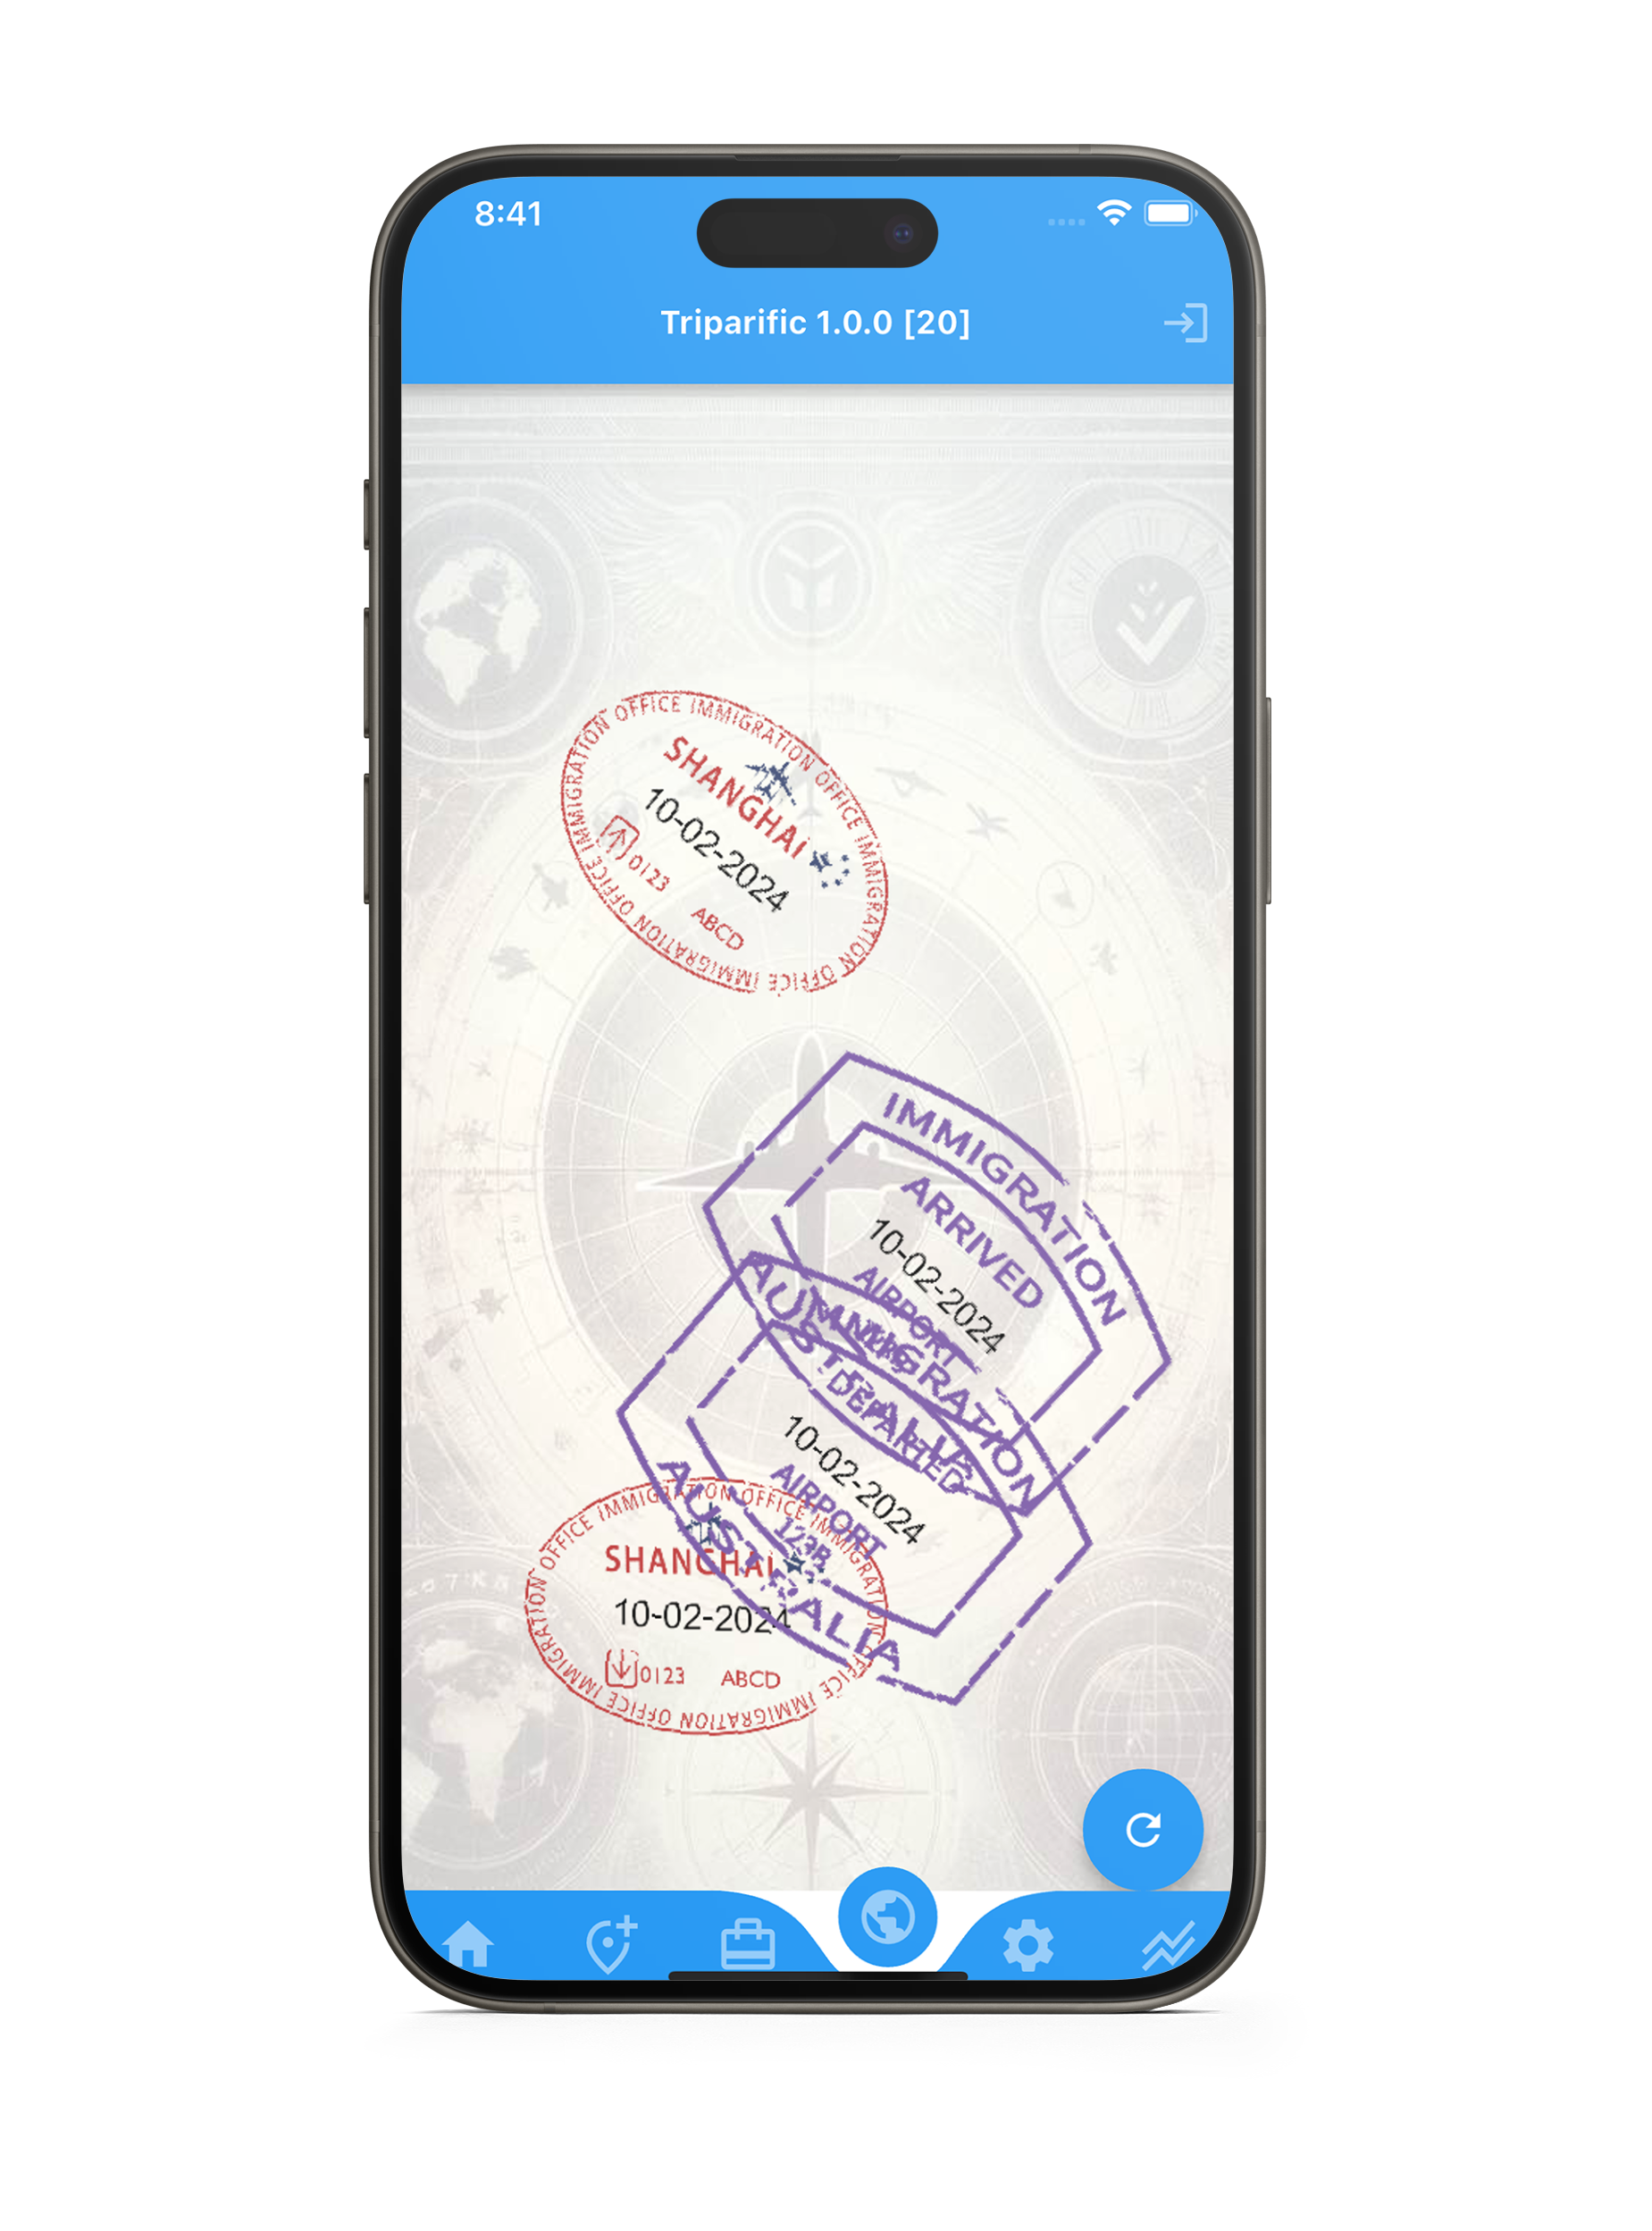 8:41
Triparific 1.0.0 [20]
OFFICE IMMIGRATION OFFICE IMMIGRATION OFFICE IMMIGRATION OFFICE IMMIGRATION
SHANGHAI
10-02-2024
0123
ABCD
IMMIGRATION
ARRIVED
10-02-2024
AIRPORT
AUSTRALIA
IMMIGRATION
DEPARTED
10-02-2024
AIRPORT
123B
AUSTRALIA
OFFICE IMMIGRATION OFFICE IMMIGRATION OFFICE IMMIGRATION OFFICE IMMIGRATION
SHANGHAI
10-02-2024
0123
ABCD